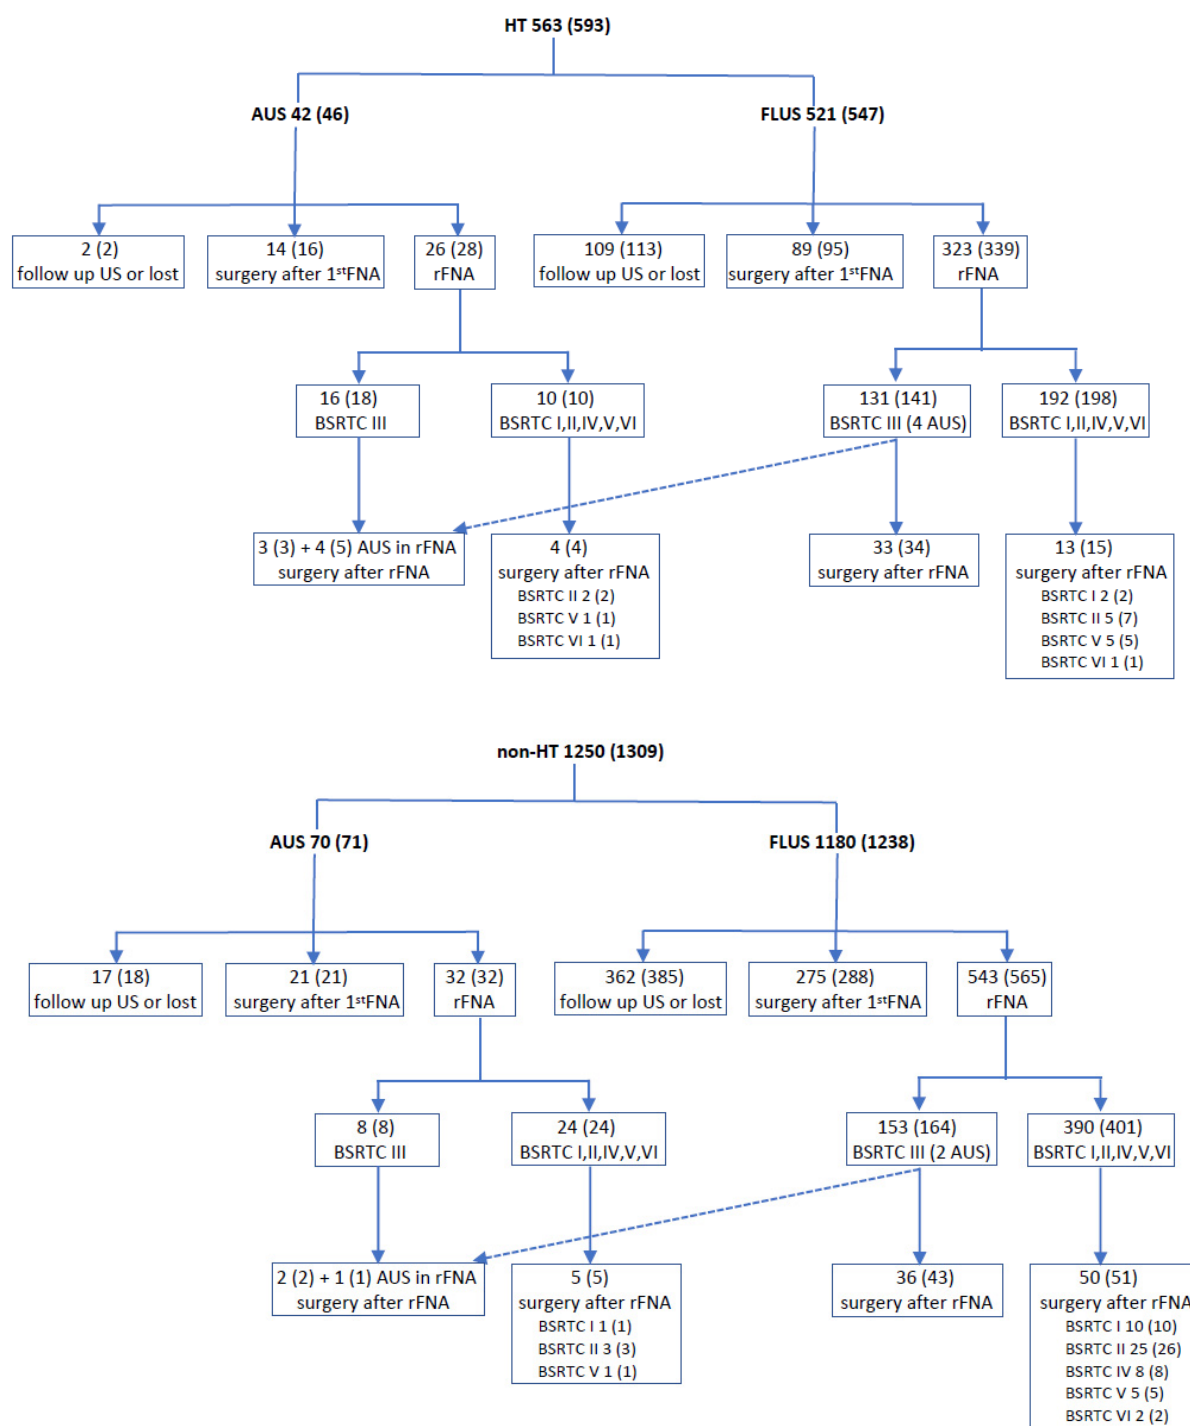 HT 563 (593)
AUS 42 (46)
FLUS 521 (547)
2 (2)
follow up US or lost
14 (16)
surgery after 1stFNA
26 (28)
rFNA
109 (113)
follow up US or lost
89 (95)
surgery after 1stFNA
323 (339)
rFNA
16 (18)
BSRTC III
10 (10)
BSRTC I,II,IV,V,VI
131 (141)
BSRTC III (4 AUS)
192 (198)
BSRTC I,II,IV,V,VI
3 (3) + 4 (5) AUS in rFNA
surgery after rFNA
4 (4)
surgery after rFNA
BSRTC II 2 (2)
BSRTC V 1 (1)
BSRTC VI 1 (1)
33 (34)
surgery after rFNA
13 (15)
surgery after rFNA
BSRTC I 2 (2)
BSRTC II 5 (7)
BSRTC V 5 (5)
BSRTC VI 1 (1)
non-HT 1250 (1309)
AUS 70 (71)
FLUS 1180 (1238)
17 (18)
follow up US or lost
21 (21)
surgery after 1stFNA
32 (32)
rFNA
362 (385)
follow up US or lost
275 (288)
surgery after 1stFNA
543 (565)
rFNA
8 (8)
BSRTC III
24 (24)
BSRTC I,II,IV,V,VI
153 (164)
BSRTC III (2 AUS)
390 (401)
BSRTC I,II,IV,V,VI
2 (2) + 1 (1) AUS in rFNA
surgery after rFNA
5 (5)
surgery after rFNA
BSRTC I 1 (1)
BSRTC II 3 (3)
BSRTC V 1 (1)
36 (43)
surgery after rFNA
50 (51)
surgery after rFNA
BSRTC I 10 (10)
BSRTC II 25 (26)
BSRTC IV 8 (8)
BSRTC V 5 (5)
BSRTC VI 2 (2)